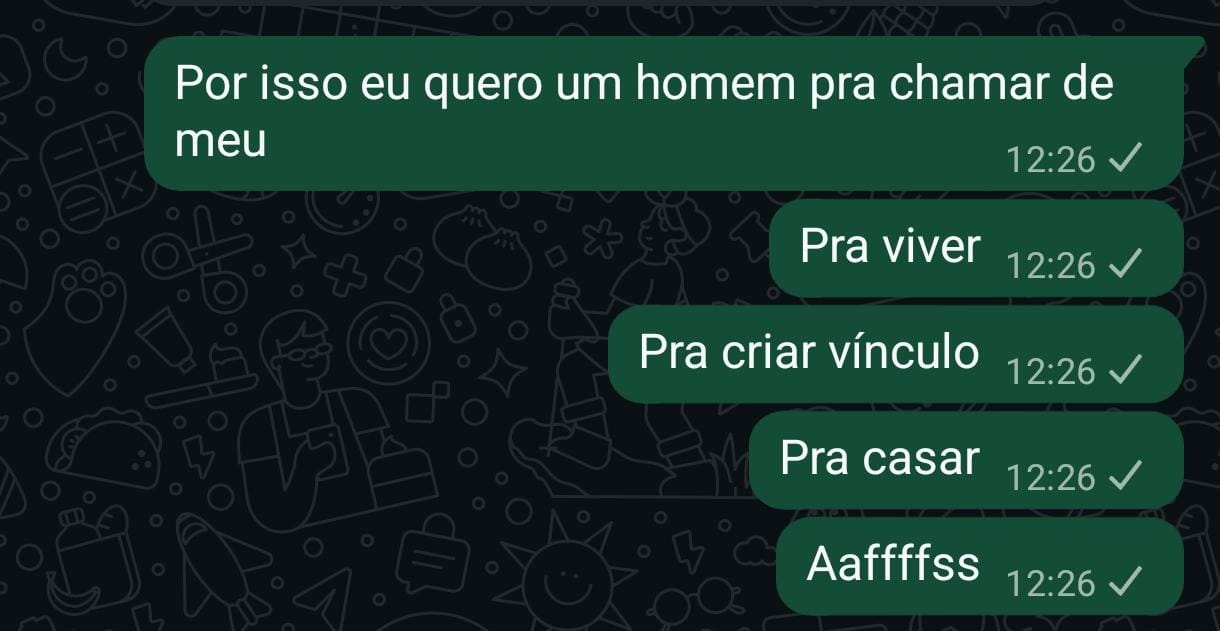 Por isso eu quero um homem pra chamar de
meu
12:26
Pra viver 12:26
Pra criar vínculo 12:26
Pra casar 12:26
Aaffffss 12:26